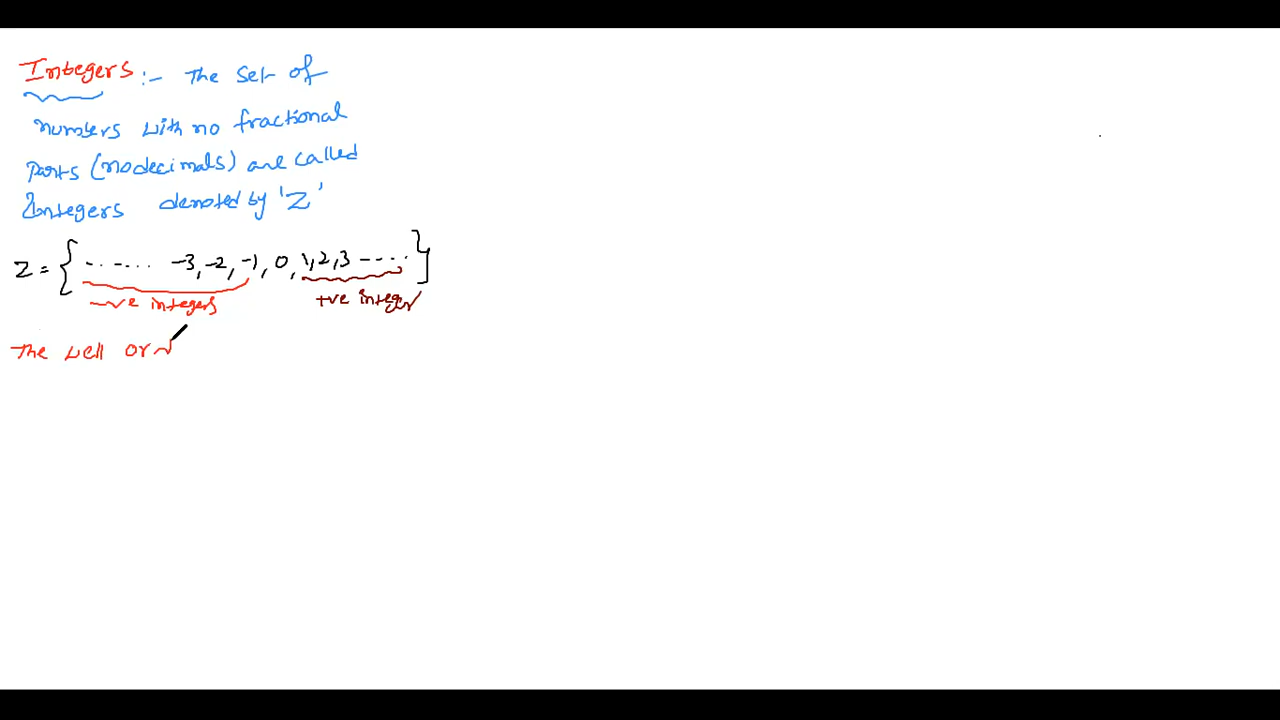 Integers :- The set of
numbers with no fractional
parts (no decimals) are called
Integers denoted by 'Z'
Z = { ....... -3, -2, -1, 0, 1, 2, 3 ---.. }
-ve integers +ve integer
The well or